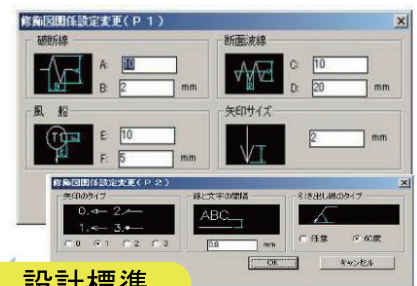 修飾図関係設定変更(P1)
破断線
A: 10
B: 2 mm
断面波線
C: 10
D: 20 mm
風 船
T1
E: 10
F: 5 mm
矢印サイズ
2 mm
修飾図関係設定変更(P2)
矢印のタイプ
0. 2.
1. 3.
0 1 2 3
線と文字の間隔
ABC
0.0 mm
引き出し線のタイプ
任意 60度
OK キャンセル
設計標準